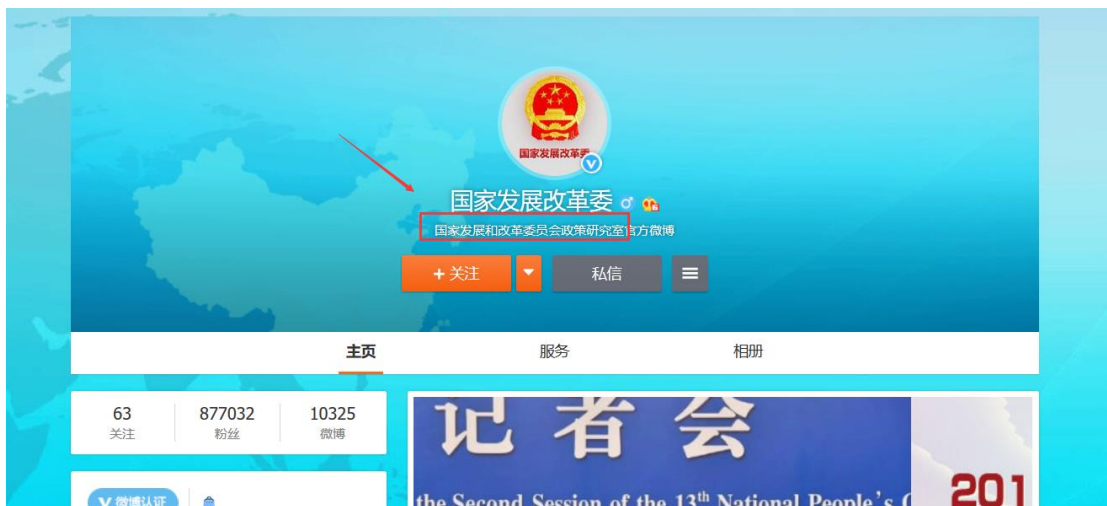 国家发展改革委
国家发展改革委
国家发展和改革委员会政策研究室官方微博
+关注
私信
主页
服务
相册
63
关注
877032
粉丝
10325
微博
V 微博认证
记者会
the Second Session of the 13th National People's
201